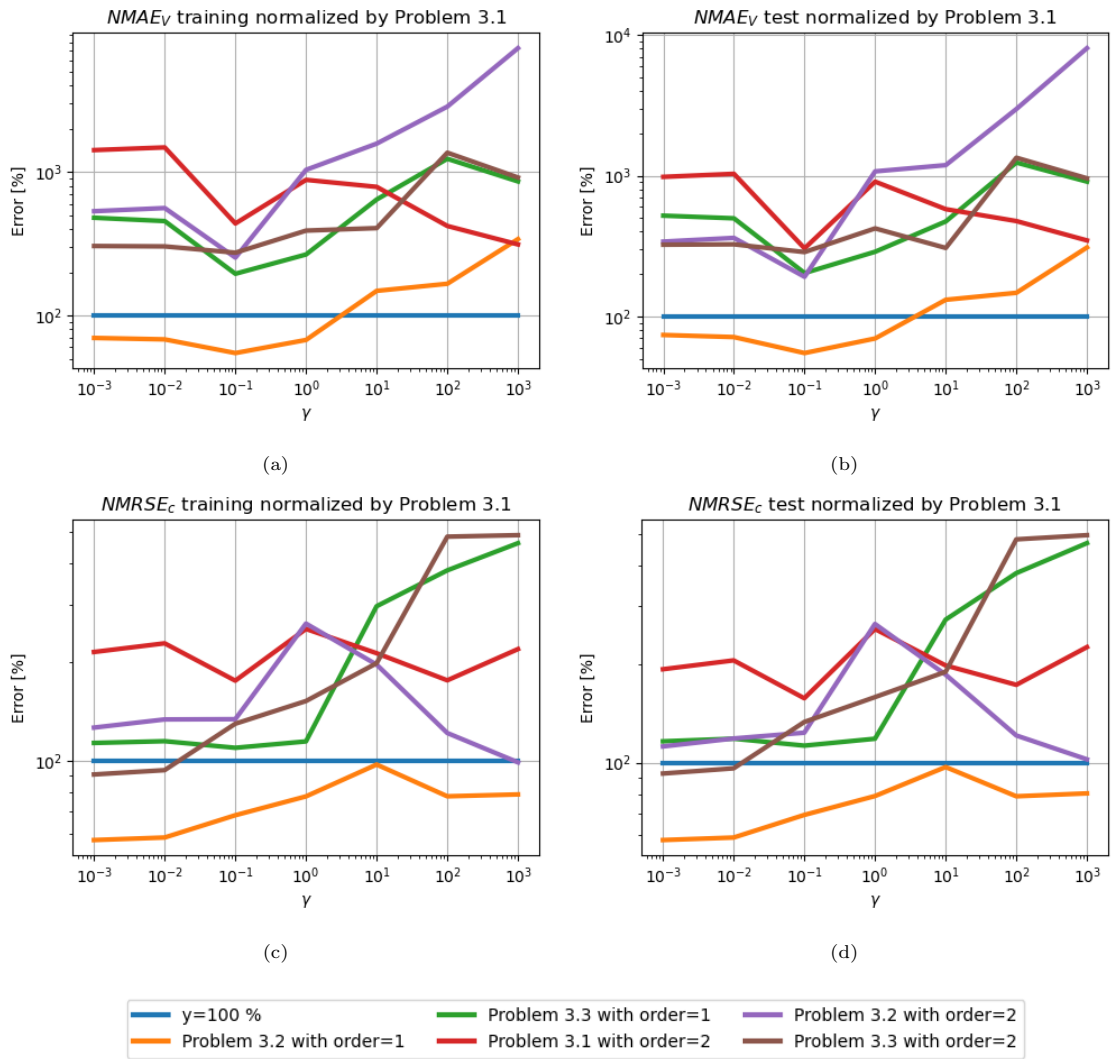 NMAE_V training normalized by Problem 3.1
Error [%]
10^3
10^2
10^-3 10^-2 10^-1 10^0 10^1 10^2 10^3
γ
(a)
NMAE_V test normalized by Problem 3.1
Error [%]
10^4
10^3
10^2
10^-3 10^-2 10^-1 10^0 10^1 10^2 10^3
γ
(b)
NMRSE_c training normalized by Problem 3.1
Error [%]
10^2
10^-3 10^-2 10^-1 10^0 10^1 10^2 10^3
γ
(c)
NMRSE_c test normalized by Problem 3.1
Error [%]
10^2
10^-3 10^-2 10^-1 10^0 10^1 10^2 10^3
γ
(d)
y=100 %
Problem 3.2 with order=1
Problem 3.3 with order=1
Problem 3.1 with order=2
Problem 3.2 with order=2
Problem 3.3 with order=2